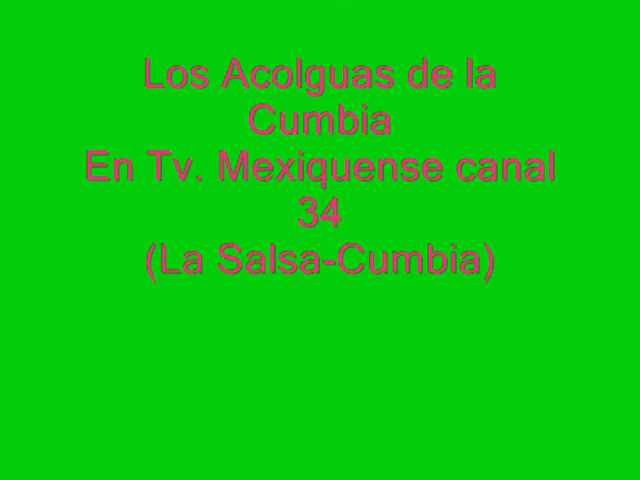 Los Acolguas de la
Cumbia
En Tv. Mexiquense canal
34
(La Salsa-Cumbia)